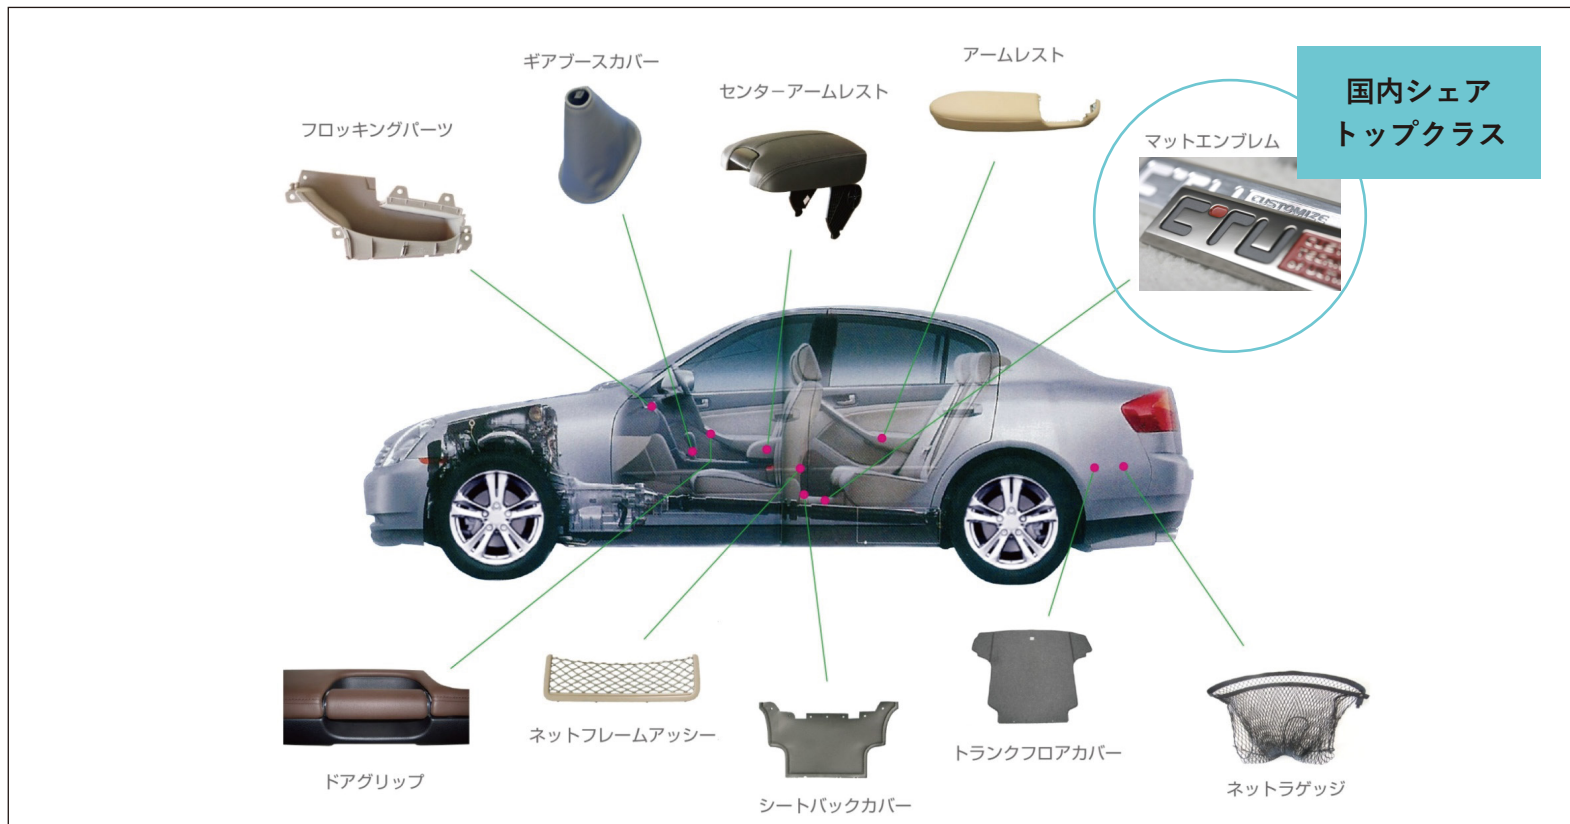 ギアブースカバー
アームレスト
センターアームレスト
国内シェア
トップクラス
フロッキングパーツ
マットエンブレム
CUSTOMIZE
ネットフレームアッシー
トランクフロアカバー
ドアグリップ
シートバックカバー
ネットラゲッジ